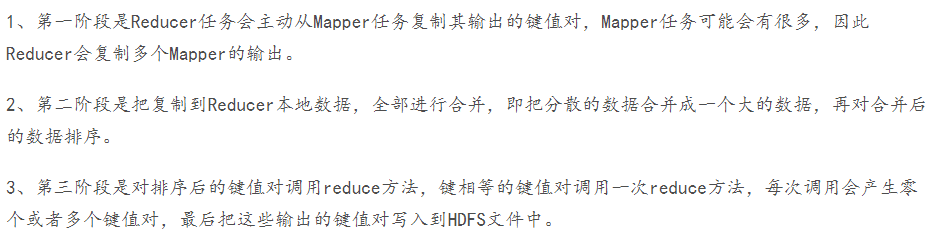 1、第一阶段是Reducer任务会主动从Mapper任务复制其输出的键值对，Mapper任务可能会有很多，因此
Reducer会复制多个Mapper的输出。
2、第二阶段是把复制到Reducer本地数据，全部进行合并，即把分散的数据合并成一个大的数据，再对合并后
的数据排序。
3、第三阶段是对排序后的键值对调用reduce方法，键相等的键值对调用一次reduce方法，每次调用会产生零
个或者多个键值对，最后把这些输出的键值对写入到HDFS文件中。